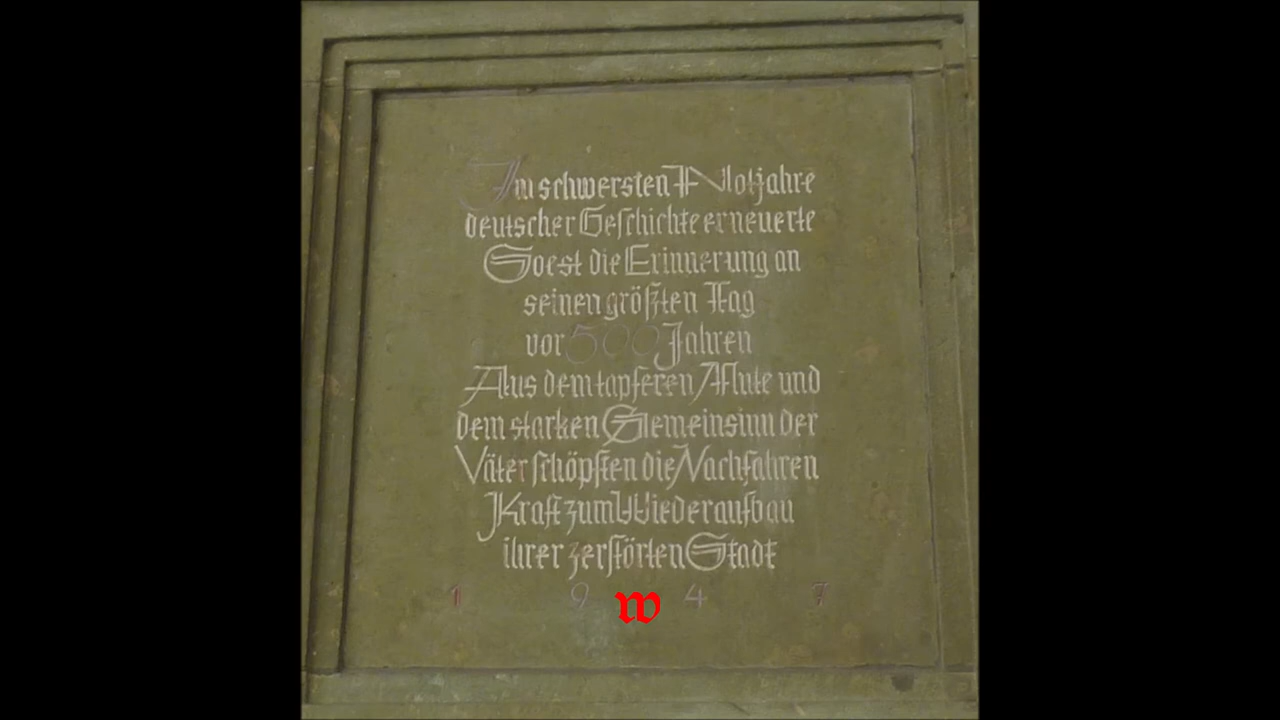 Im schwersten Notjahre
deutscher Geschichte erneuerte
Soest die Erinnerung an
seinen größten Tag
vor 500 Jahren
Aus dem tapferen Mute und
dem starken Gemeinsinn der
Väter schöpften die Nachfahren
Kraft zum Wiederaufbau
ihrer zerstörten Stadt
1 9 w 4 7